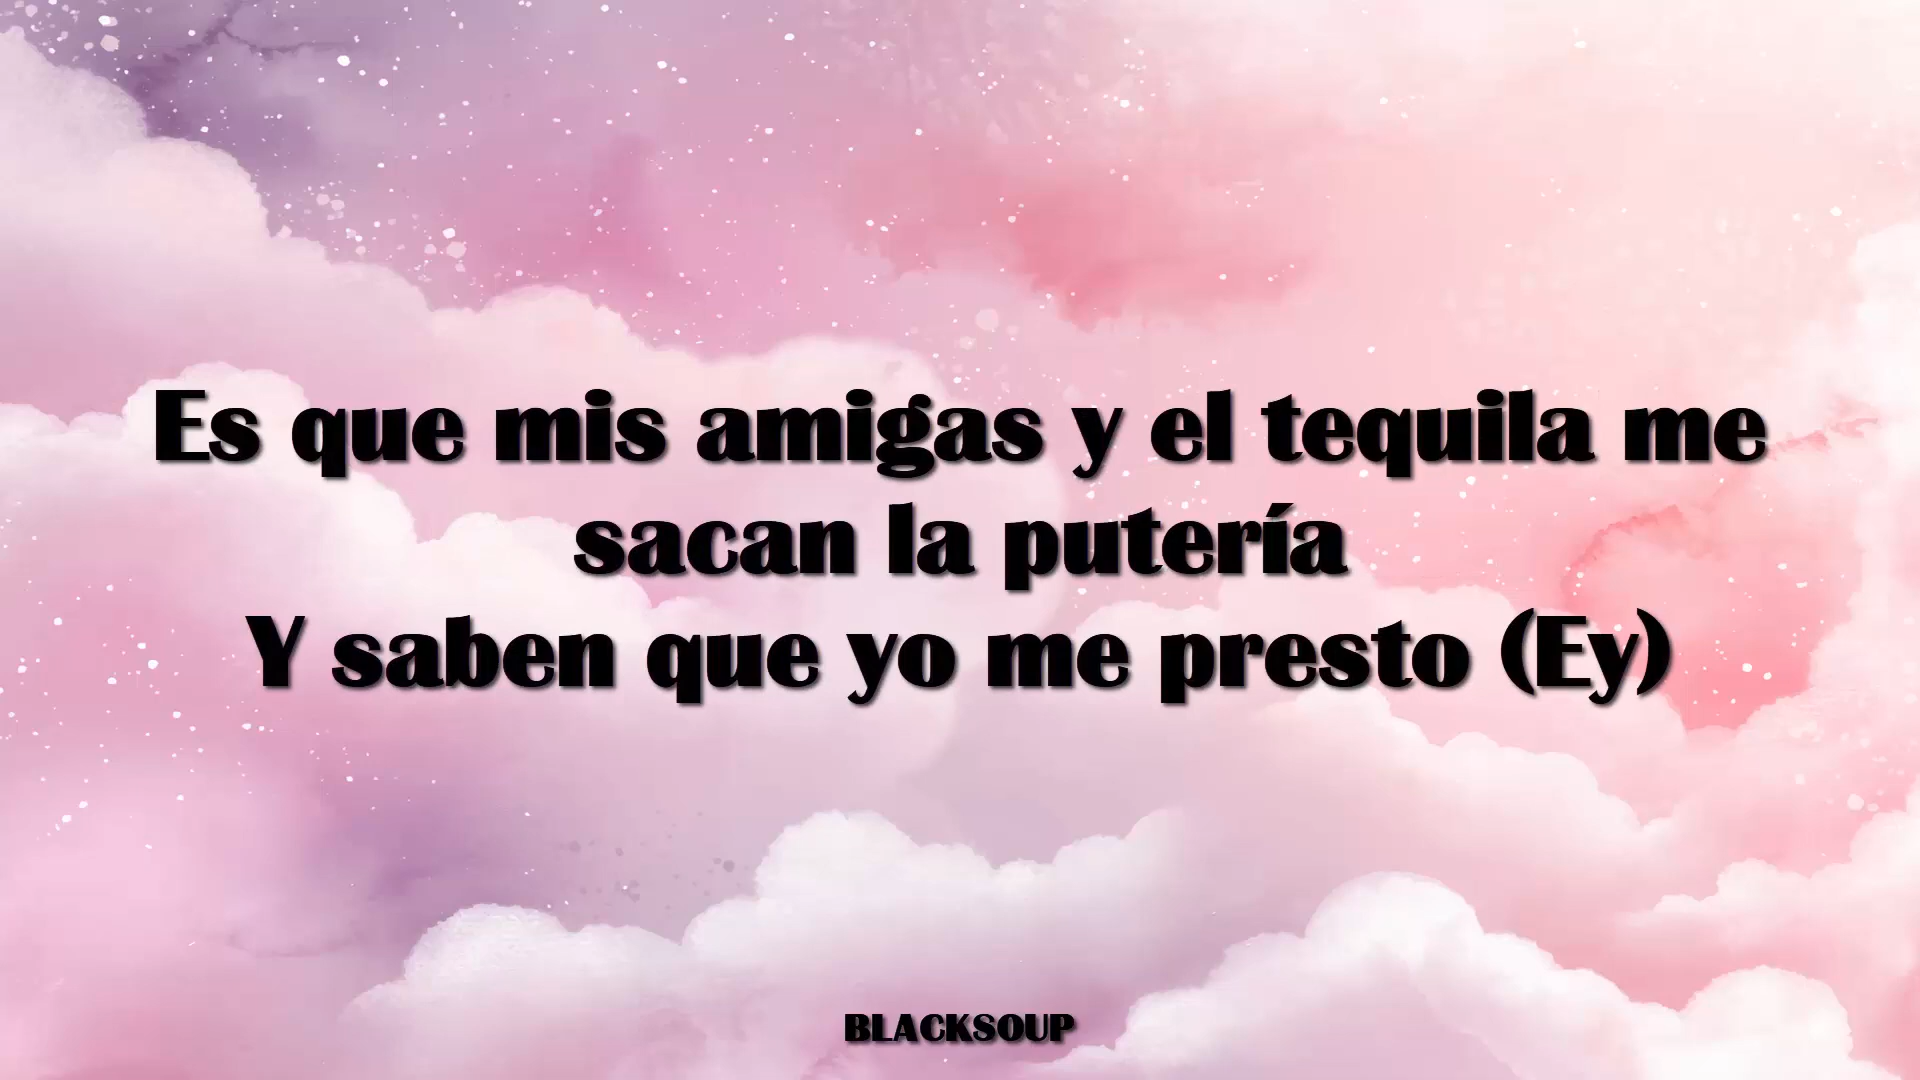 Es que mis amigas y el tequila me
sacan la putería
Y saben que yo me presto (Ey)
BLACKSOUP